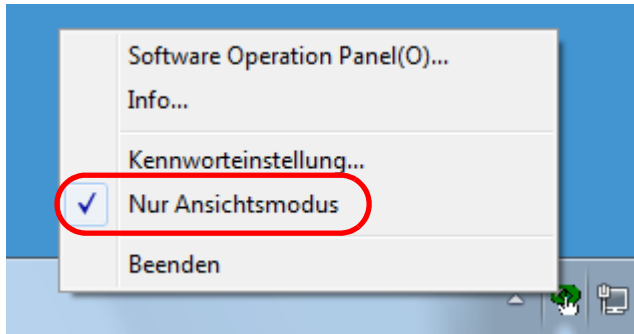 Software Operation Panel(O)...
Info...
Kennworteinstellung...
Nur Ansichtsmodus
Beenden